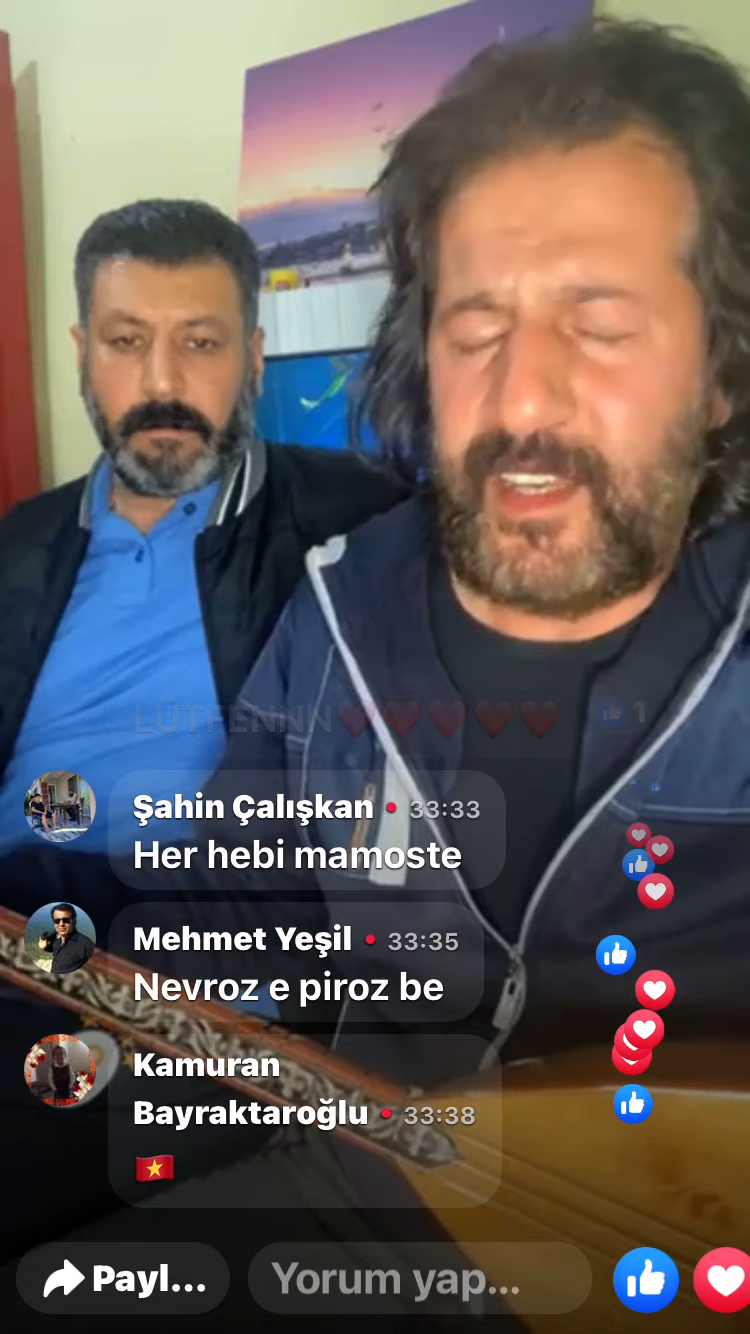 LÜTFENNN❤️❤️❤️❤️❤️ 👍 1
Şahin Çalışkan • 33:33
Her hebi mamoste
Mehmet Yeşil • 33:35
Nevroz e piroz be
Kamuran
Bayraktaroğlu • 33:38
🇻🇳
Payl...
Yorum yap...